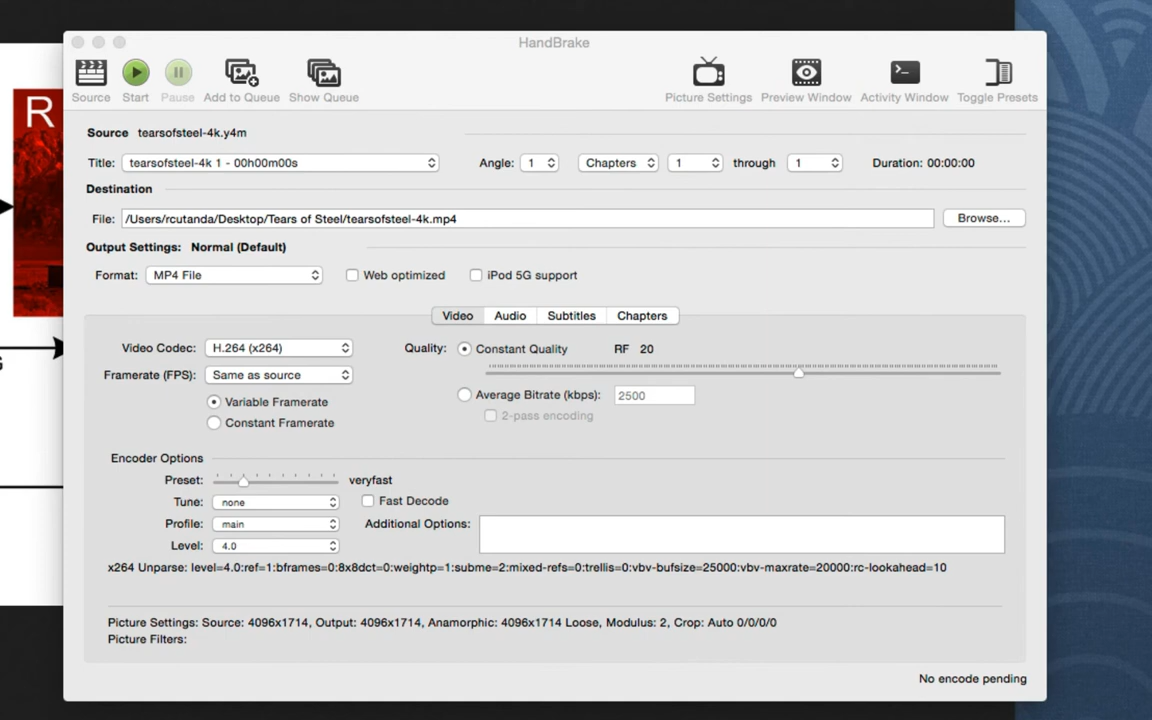 HandBrake
Source Start Pause Add to Queue Show Queue Picture Settings Preview Window Activity Window Toggle Presets
R
Source tearsofsteel-4k.y4m
Title: tearsofsteel-4k 1 - 00h00m00s Angle: 1 Chapters 1 through 1 Duration: 00:00:00
Destination
File: /Users/rcutanda/Desktop/Tears of Steel/tearsofsteel-4k.mp4 Browse...
Output Settings: Normal (Default)
Format: MP4 File Web optimized iPod 5G support
Video Audio Subtitles Chapters
Video Codec: H.264 (x264) Quality: Constant Quality RF 20
Framerate (FPS): Same as source
Variable Framerate Average Bitrate (kbps): 2500
Constant Framerate 2-pass encoding
Encoder Options
Preset: veryfast
Tune: none Fast Decode
Profile: main Additional Options:
Level: 4.0
x264 Unparse: level=4.0:ref=1:bframes=0:8x8dct=0:weightp=1:subme=2:mixed-refs=0:trellis=0:vbv-bufsize=25000:vbv-maxrate=20000:rc-lookahead=10
Picture Settings: Source: 4096x1714, Output: 4096x1714, Anamorphic: 4096x1714 Loose, Modulus: 2, Crop: Auto 0/0/0/0
Picture Filters:
No encode pending